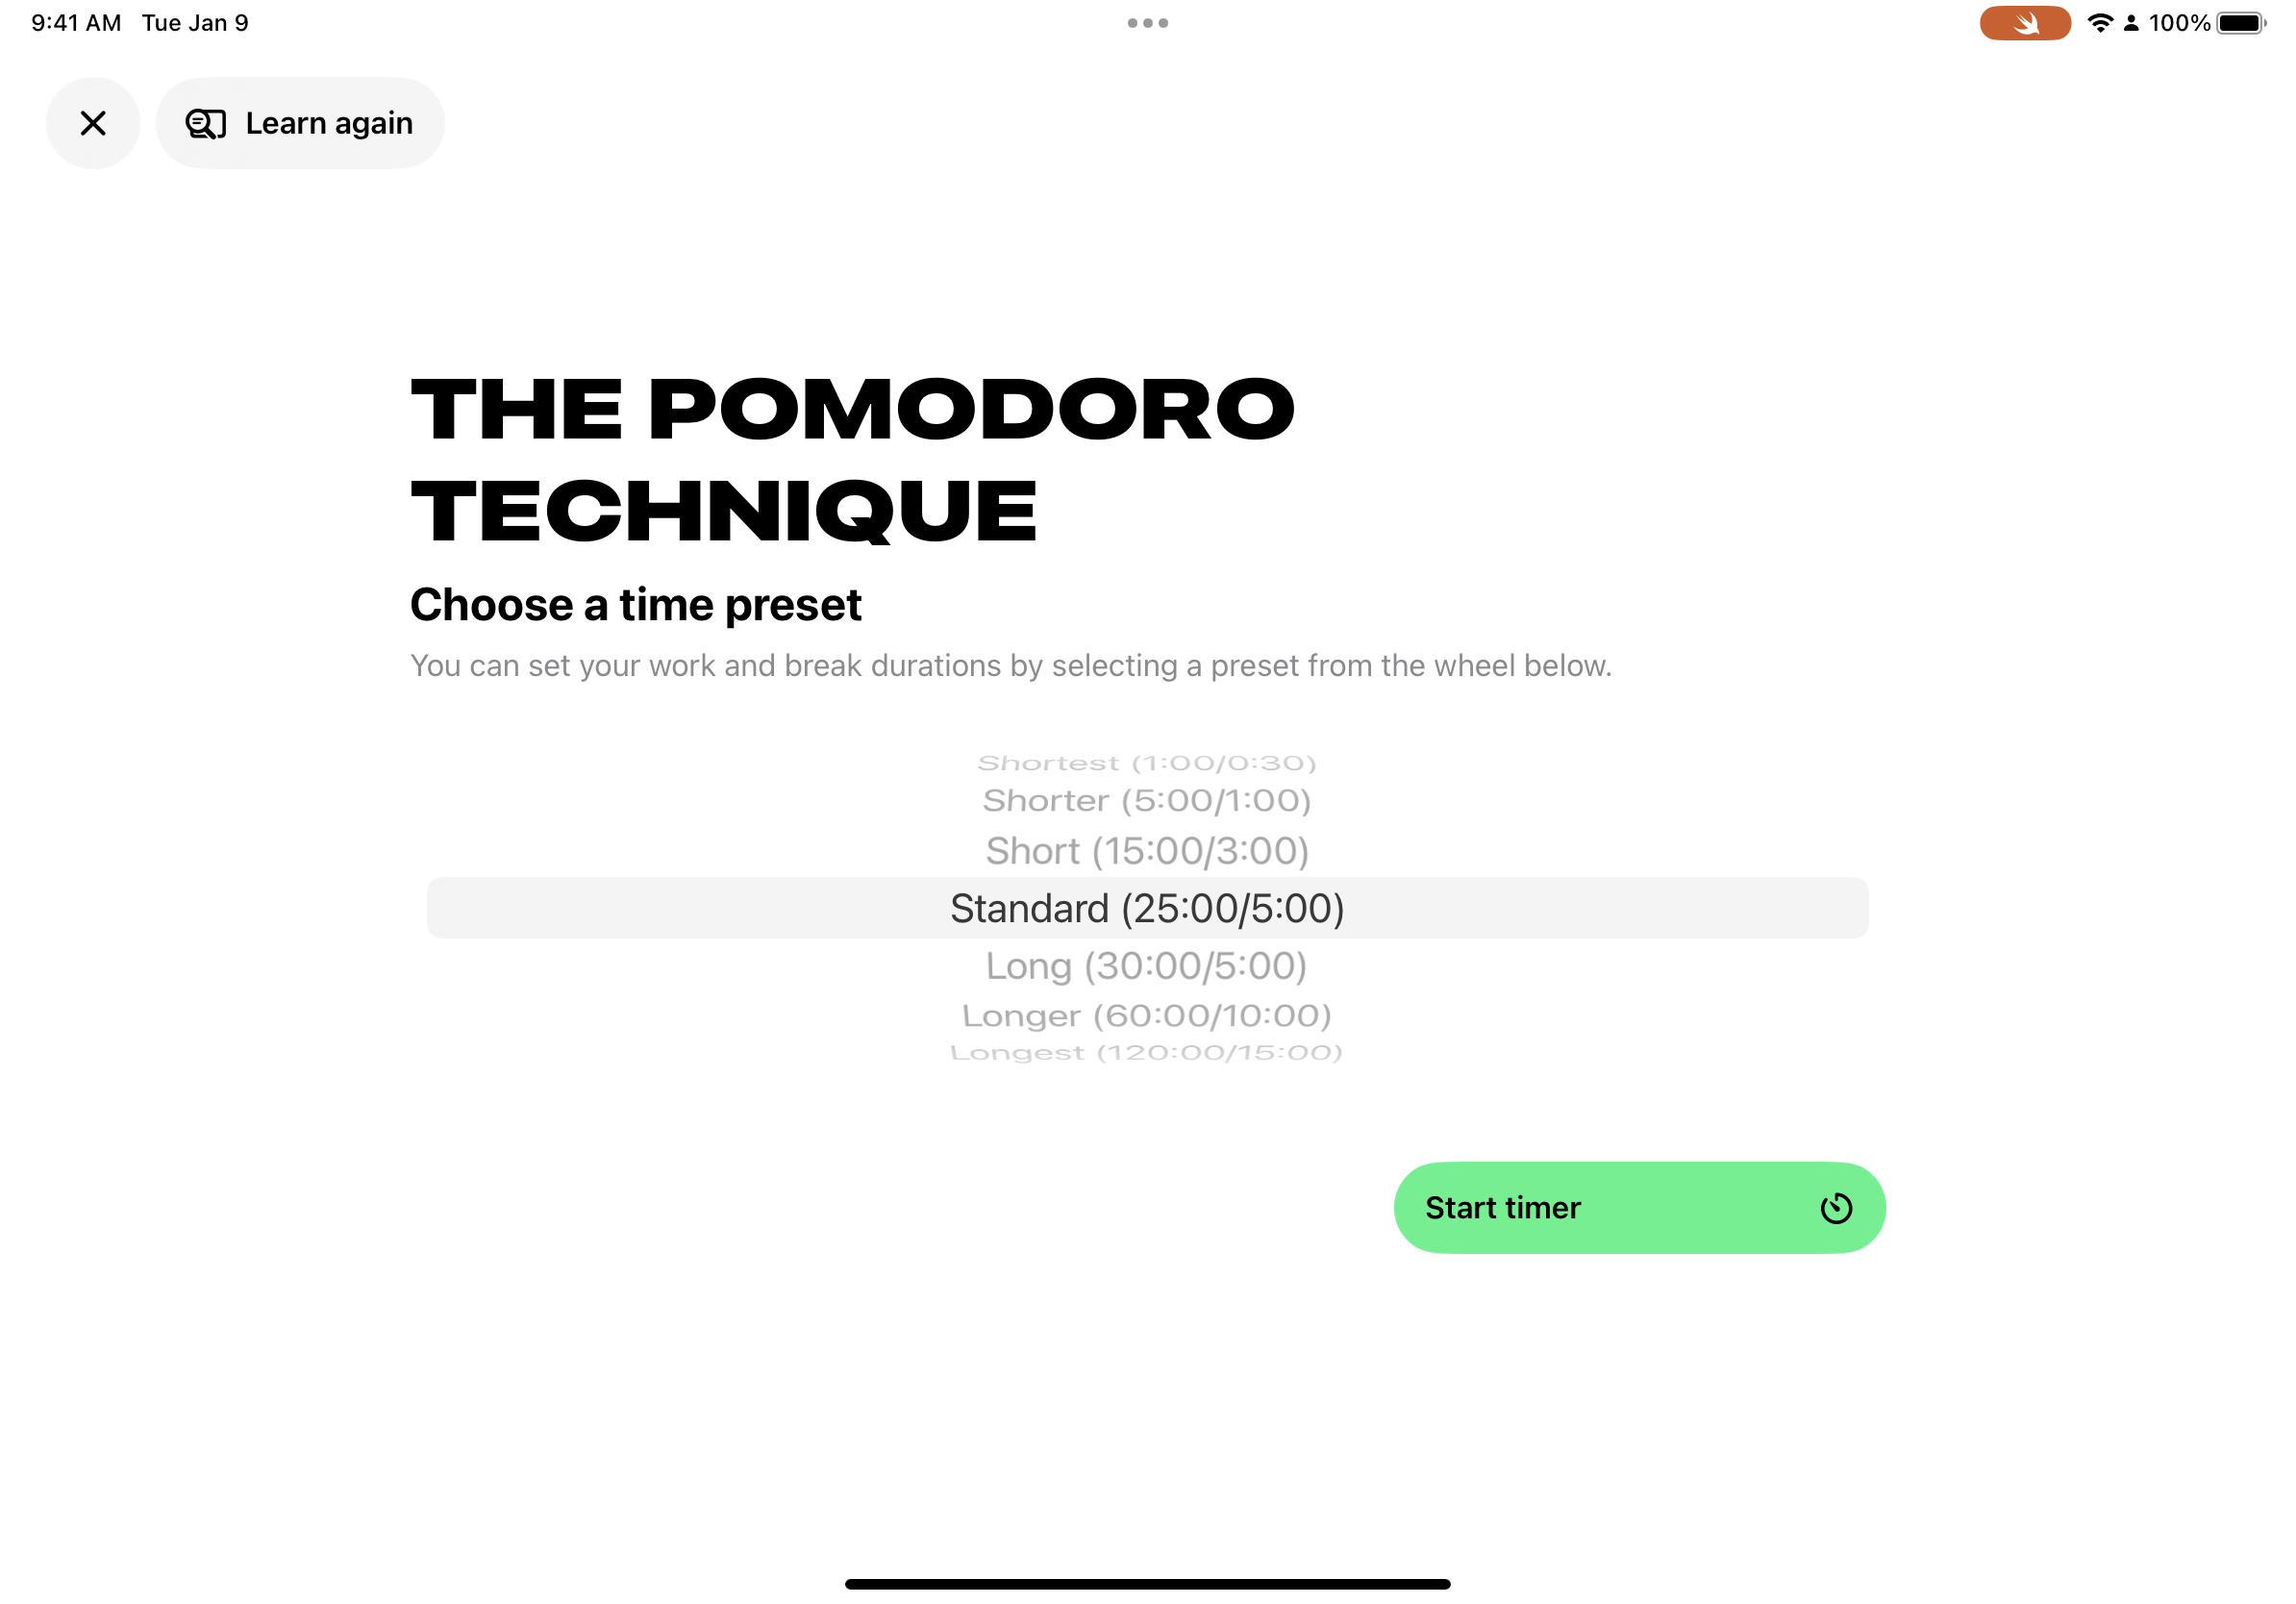 9:41 AM Tue Jan 9
100%
Learn again
THE POMODORO
TECHNIQUE
Choose a time preset
You can set your work and break durations by selecting a preset from the wheel below.
Shortest (1:00/0:30)
Shorter (5:00/1:00)
Short (15:00/3:00)
Standard (25:00/5:00)
Long (30:00/5:00)
Longer (60:00/10:00)
Longest (120:00/15:00)
Start timer